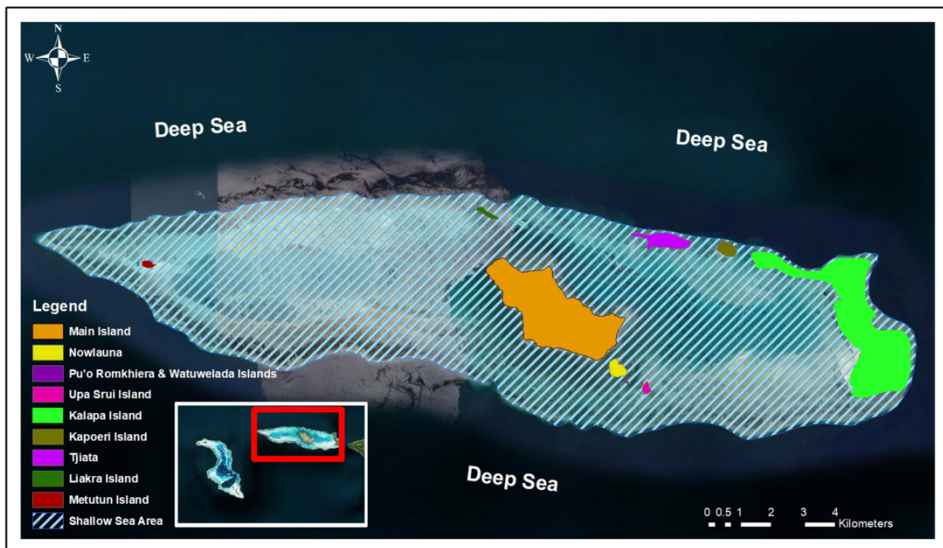 N
W E
S
Deep Sea
Deep Sea
Legend
Main Island
Nowlauna
Pu'o Romkhiera & Watuwelada Islands
Upa Srui Island
Kalapa Island
Kapoeri Island
Tjiata
Liakra Island
Metutun Island
Shallow Sea Area
Deep Sea
0 0.5 1 2 3 4
Kilometers